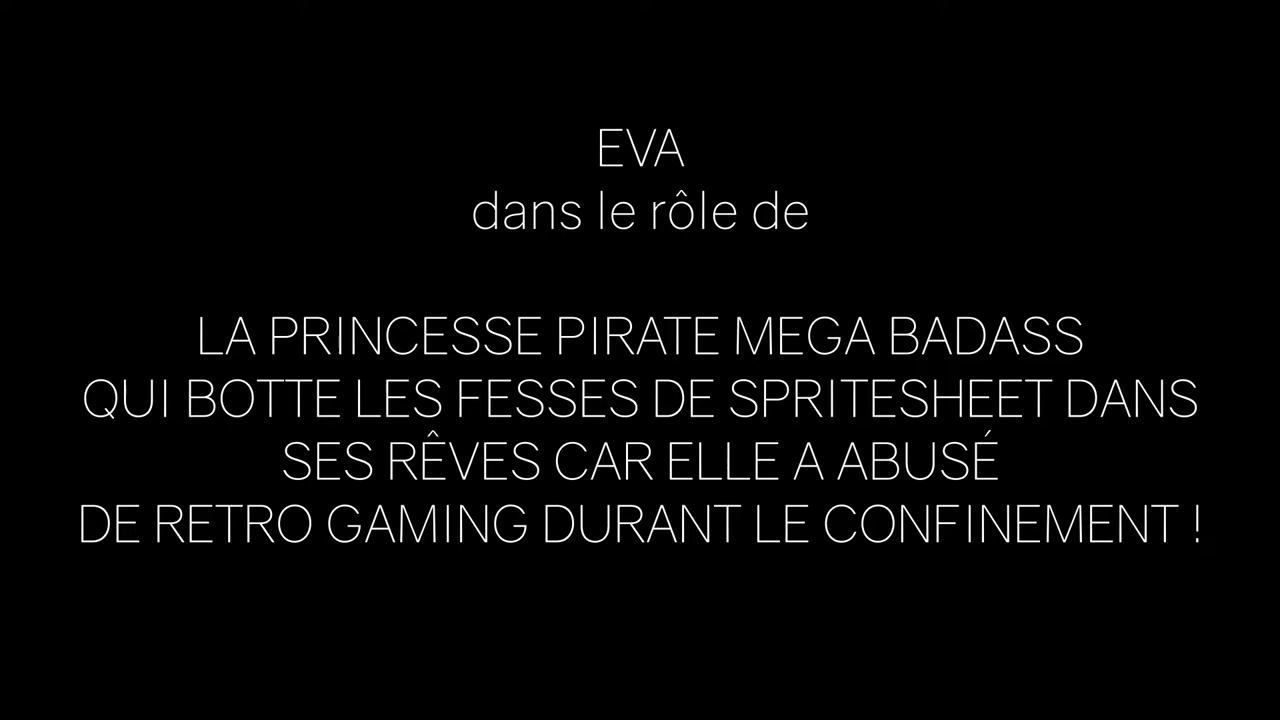 EVA
dans le rôle de
LA PRINCESSE PIRATE MEGA BADASS
QUI BOTTE LES FESSES DE SPRITESHEET DANS
SES RÊVES CAR ELLE A ABUSÉ
DE RETRO GAMING DURANT LE CONFINEMENT !